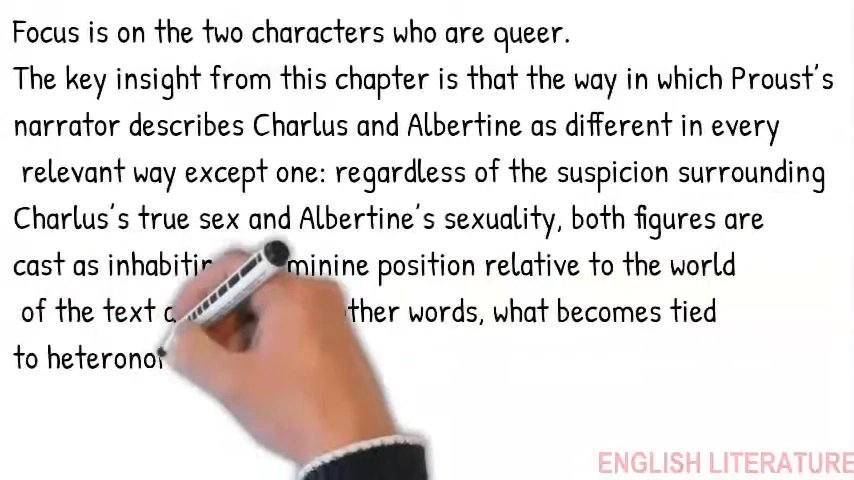 Focus is on the two characters who are queer.
The key insight from this chapter is that the way in which Proust's
narrator describes Charlus and Albertine as different in every
relevant way except one: regardless of the suspicion surrounding
Charlus's true sex and Albertine's sexuality, both figures are
cast as minine position relative to the world
of the text other words, what becomes tied
to
ENGLISH LITERATURE